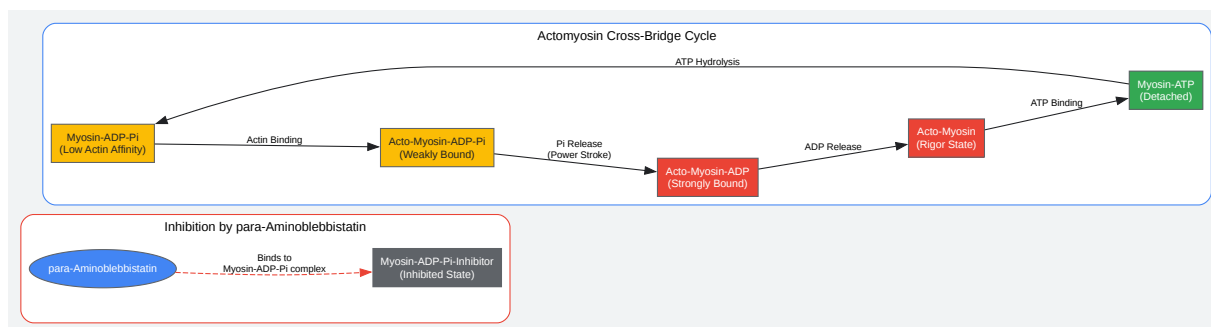 Actomyosin Cross-Bridge Cycle
ATP Hydrolysis
Myosin-ATP
(Detached)
ATP Binding
Acto-Myosin
(Rigor State)
Myosin-ADP-Pi
(Low Actin Affinity)
Actin Binding
Acto-Myosin-ADP-Pi
(Weakly Bound)
Pi Release
(Power Stroke)
ADP Release
Acto-Myosin-ADP
(Strongly Bound)
Inhibition by para-Aminoblebbistatin
para-Aminoblebbistatin
Binds to
Myosin-ADP-Pi complex
Myosin-ADP-Pi-Inhibitor
(Inhibited State)